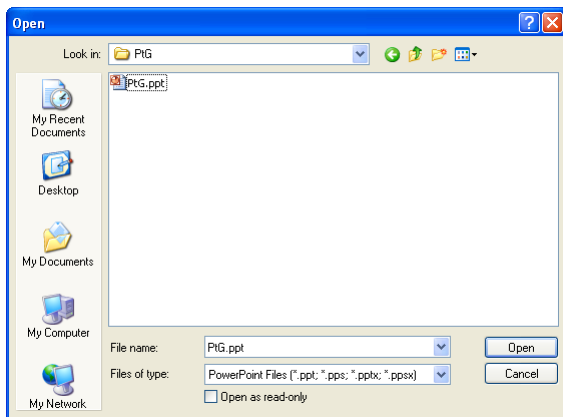 Open
Look in:
PtG
PtG.ppt
My Recent
Documents
Desktop
My Documents
My Computer
My Network
File name:
PtG.ppt
Open
Files of type:
PowerPoint Files (*.ppt; *.pps; *.pptx; *.ppsx)
Cancel
Open as read-only